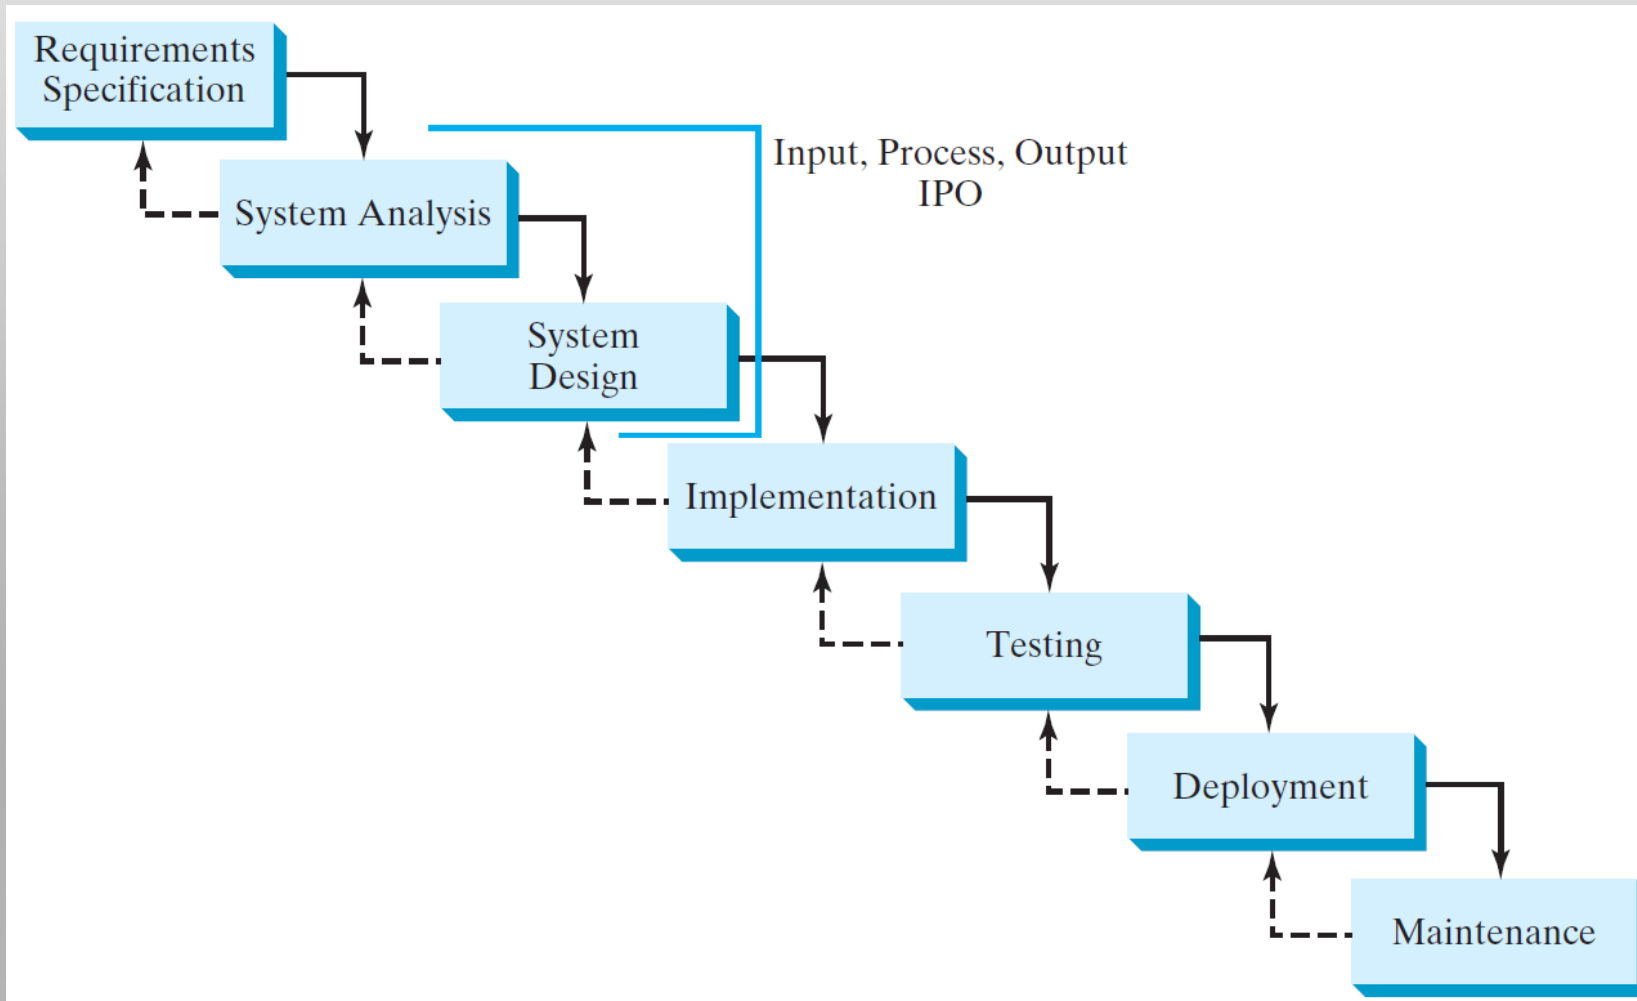 Requirements
Specification
Input, Process, Output
IPO
System Analysis
System
Design
Implementation
Testing
Deployment
Maintenance